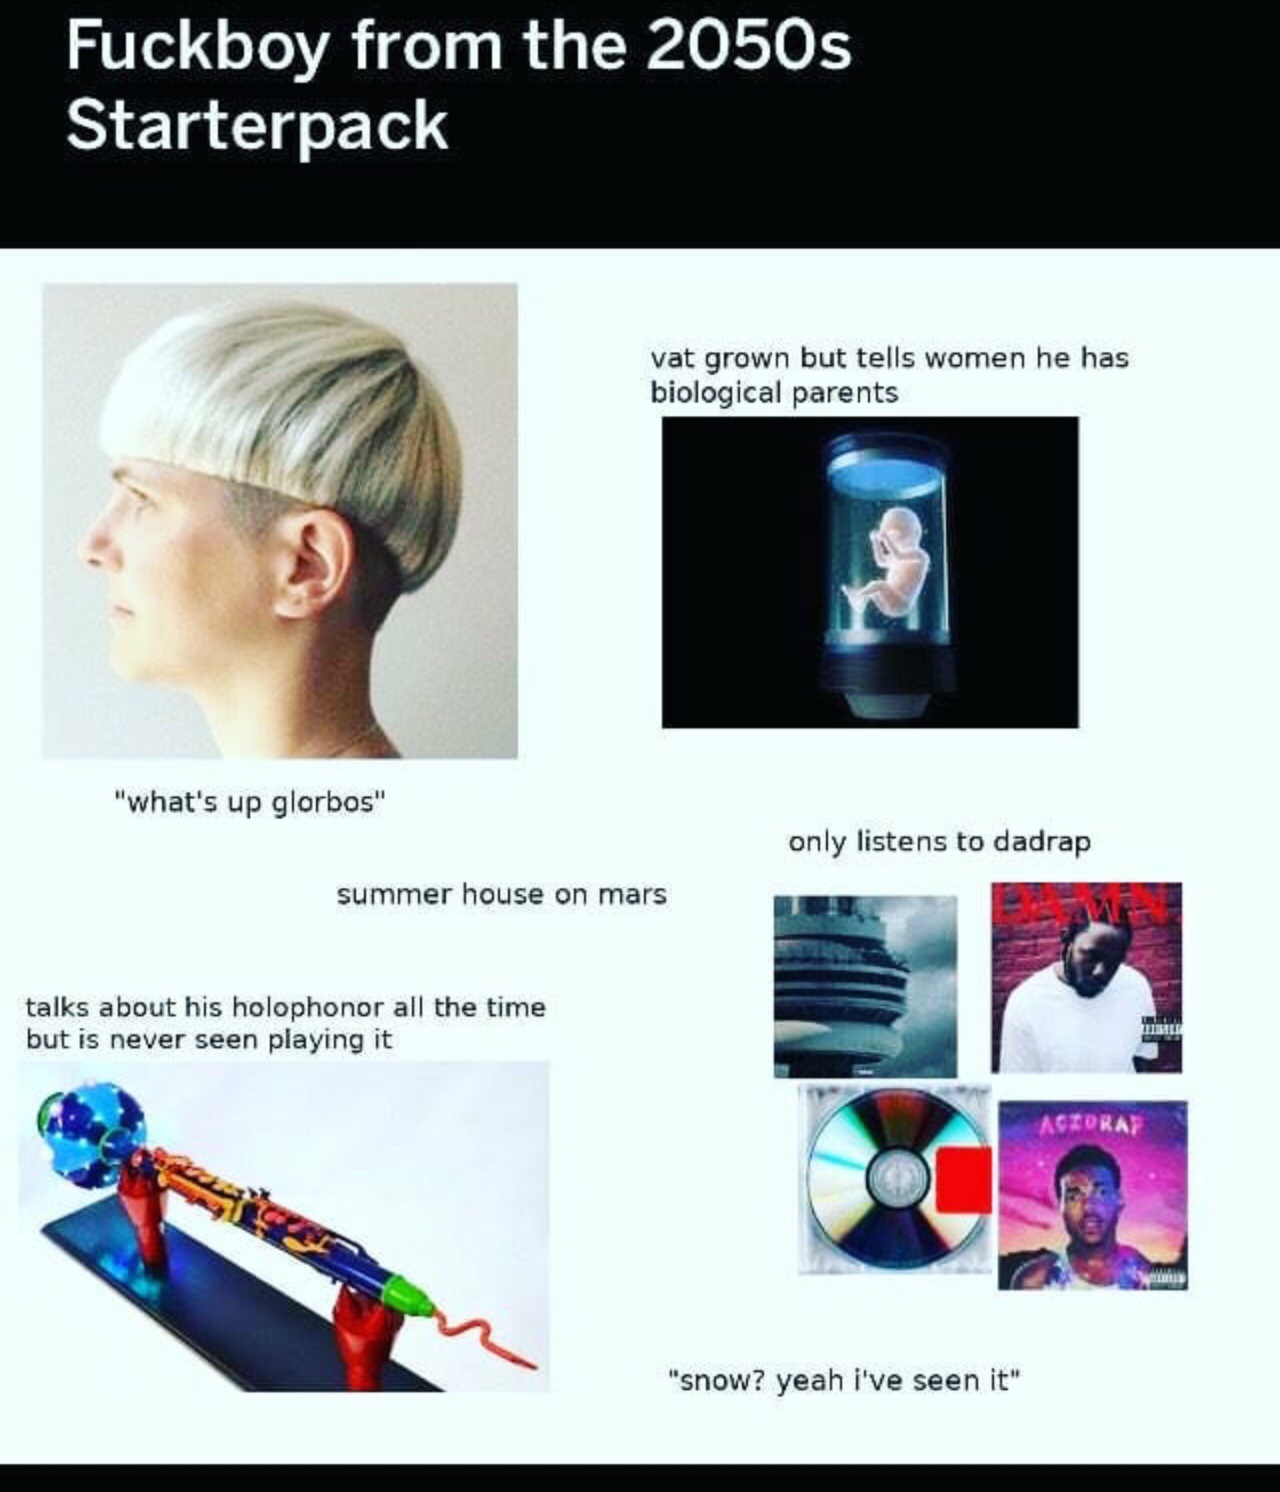 Fuckboy from the 2050s
Starterpack
vat grown but tells women he has
biological parents
"what's up glorbos"
only listens to dadrap
summer house on mars
DAMN.
talks about his holophonor all the time
but is never seen playing it
ACIDRAP
"snow? yeah i've seen it"